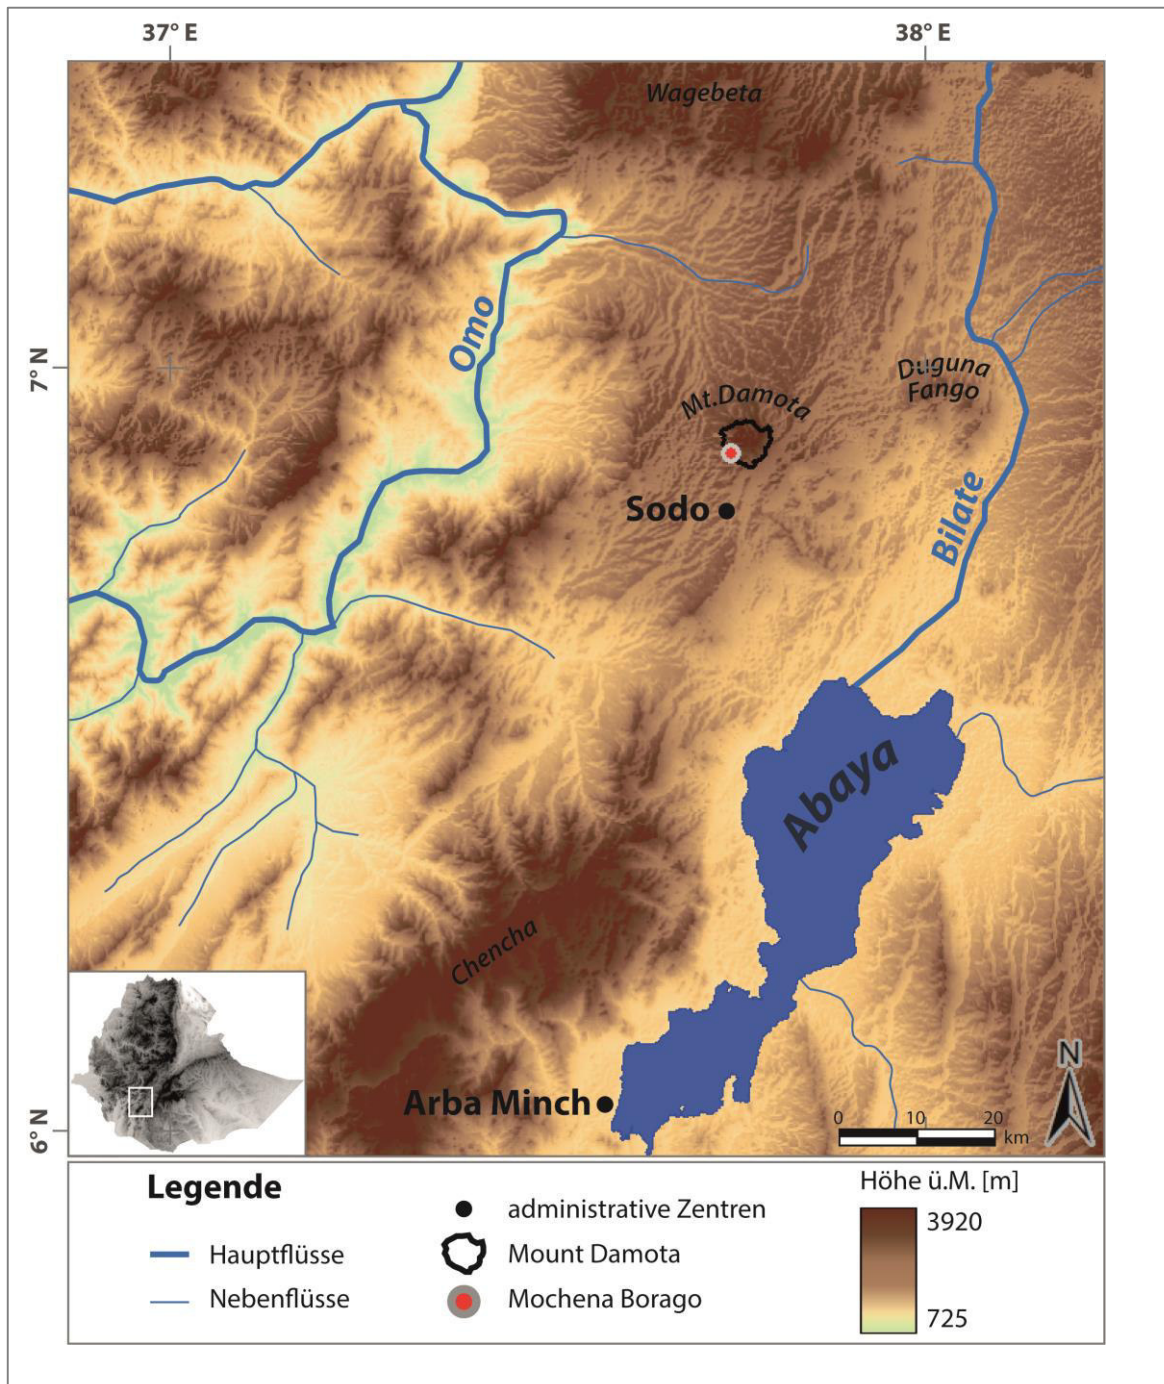 37° E
38° E
Wagebeta
Omo
7° N
Duguna
Fango
Mt.Damota
Sodo
Bilate
Abaya
Chencha
N
Arba Minch
0 10 20
km
6° N
Legende
Hauptflüsse
Nebenflüsse
administrative Zentren
Mount Damota
Mochena Borago
Höhe ü.M. [m]
3920
725